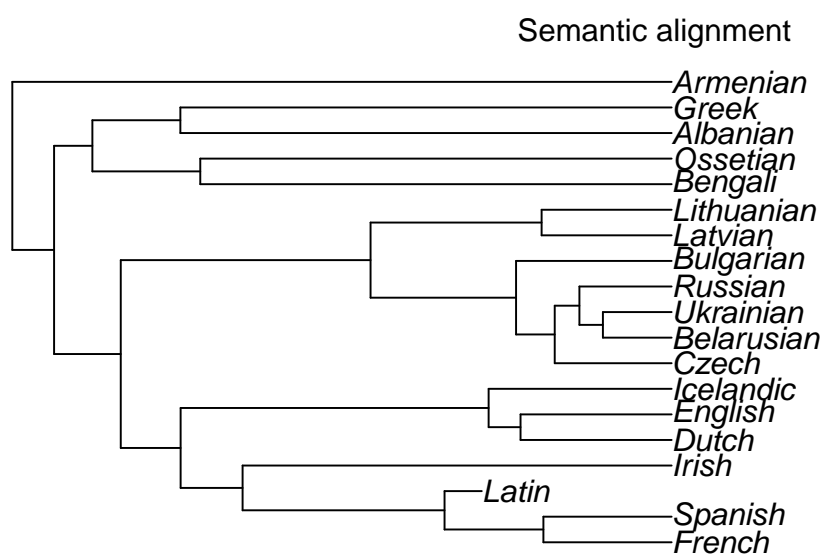 Semantic alignment
Armenian
Greek
Albanian
Ossetian
Bengali
Lithuanian
Latvian
Bulgarian
Russian
Ukrainian
Belarusian
Czech
Icelandic
English
Dutch
Irish
Latin
Spanish
French